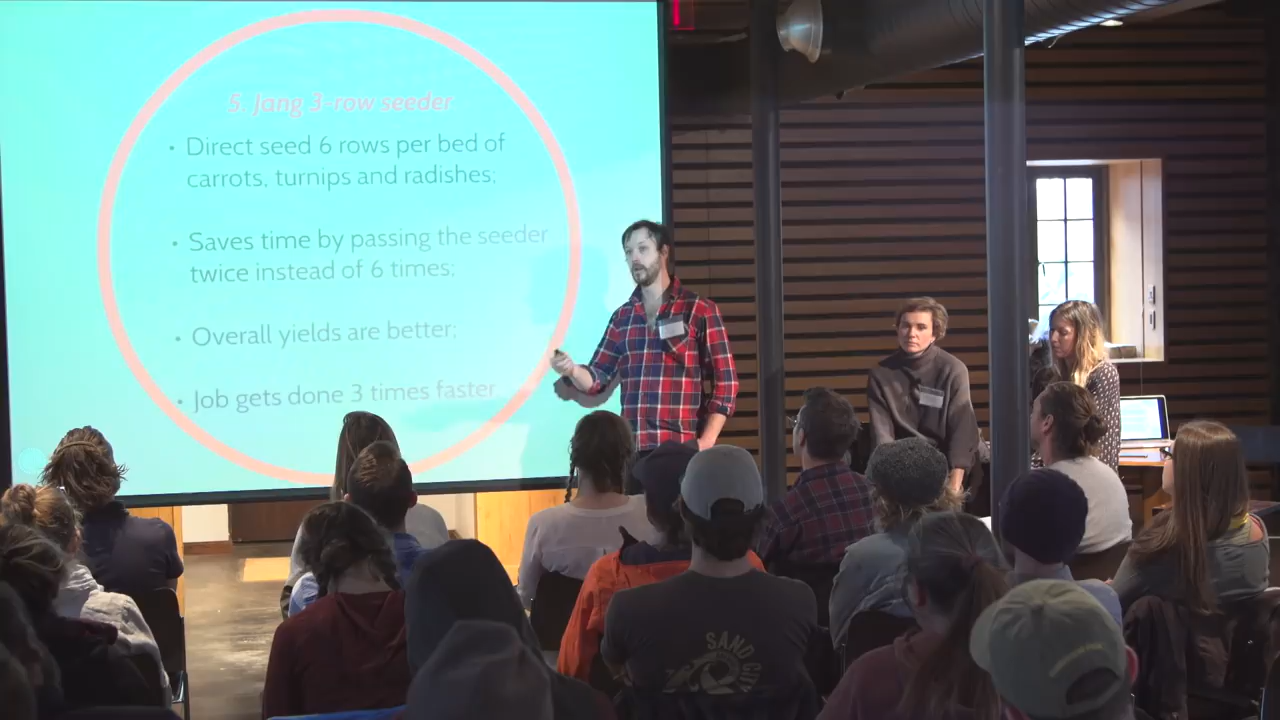 5. Jang 3-row seeder
• Direct seed 6 rows per bed of
carrots, turnips and radishes;
• Saves time by passing the seeder
twice instead of 6 times;
• Overall yields are better;
• Job gets done 3 times faster
SAND CITY